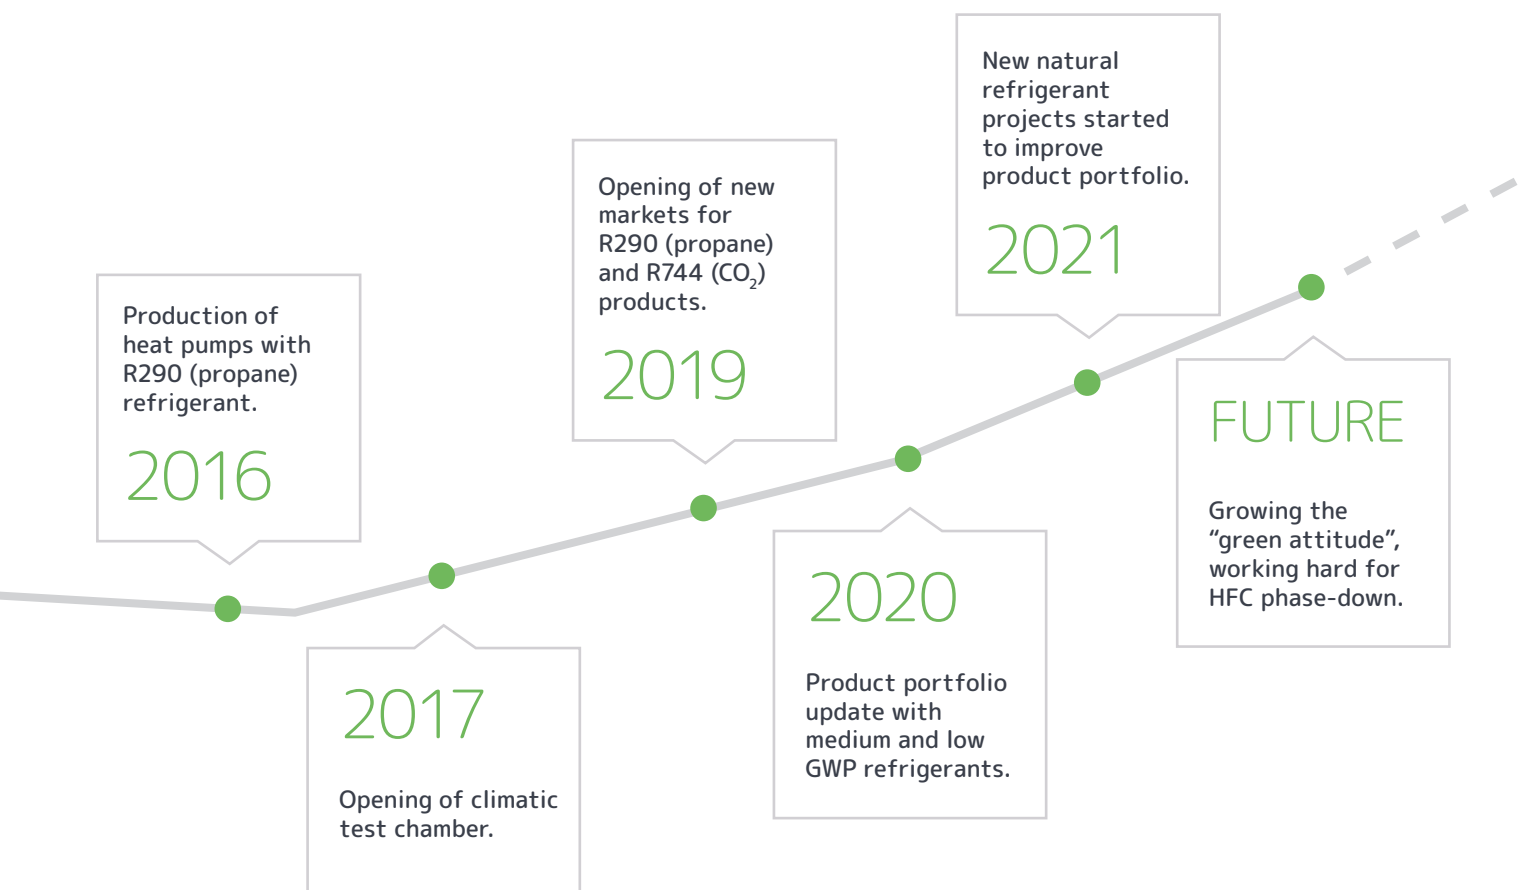 Production of
heat pumps with
R290 (propane)
refrigerant.
2016
2017
Opening of climatic
test chamber.
Opening of new
markets for
R290 (propane)
and R744 (CO₂)
products.
2019
2020
Product portfolio
update with
medium and low
GWP refrigerants.
New natural
refrigerant
projects started
to improve
product portfolio.
2021
FUTURE
Growing the
“green attitude”,
working hard for
HFC phase-down.